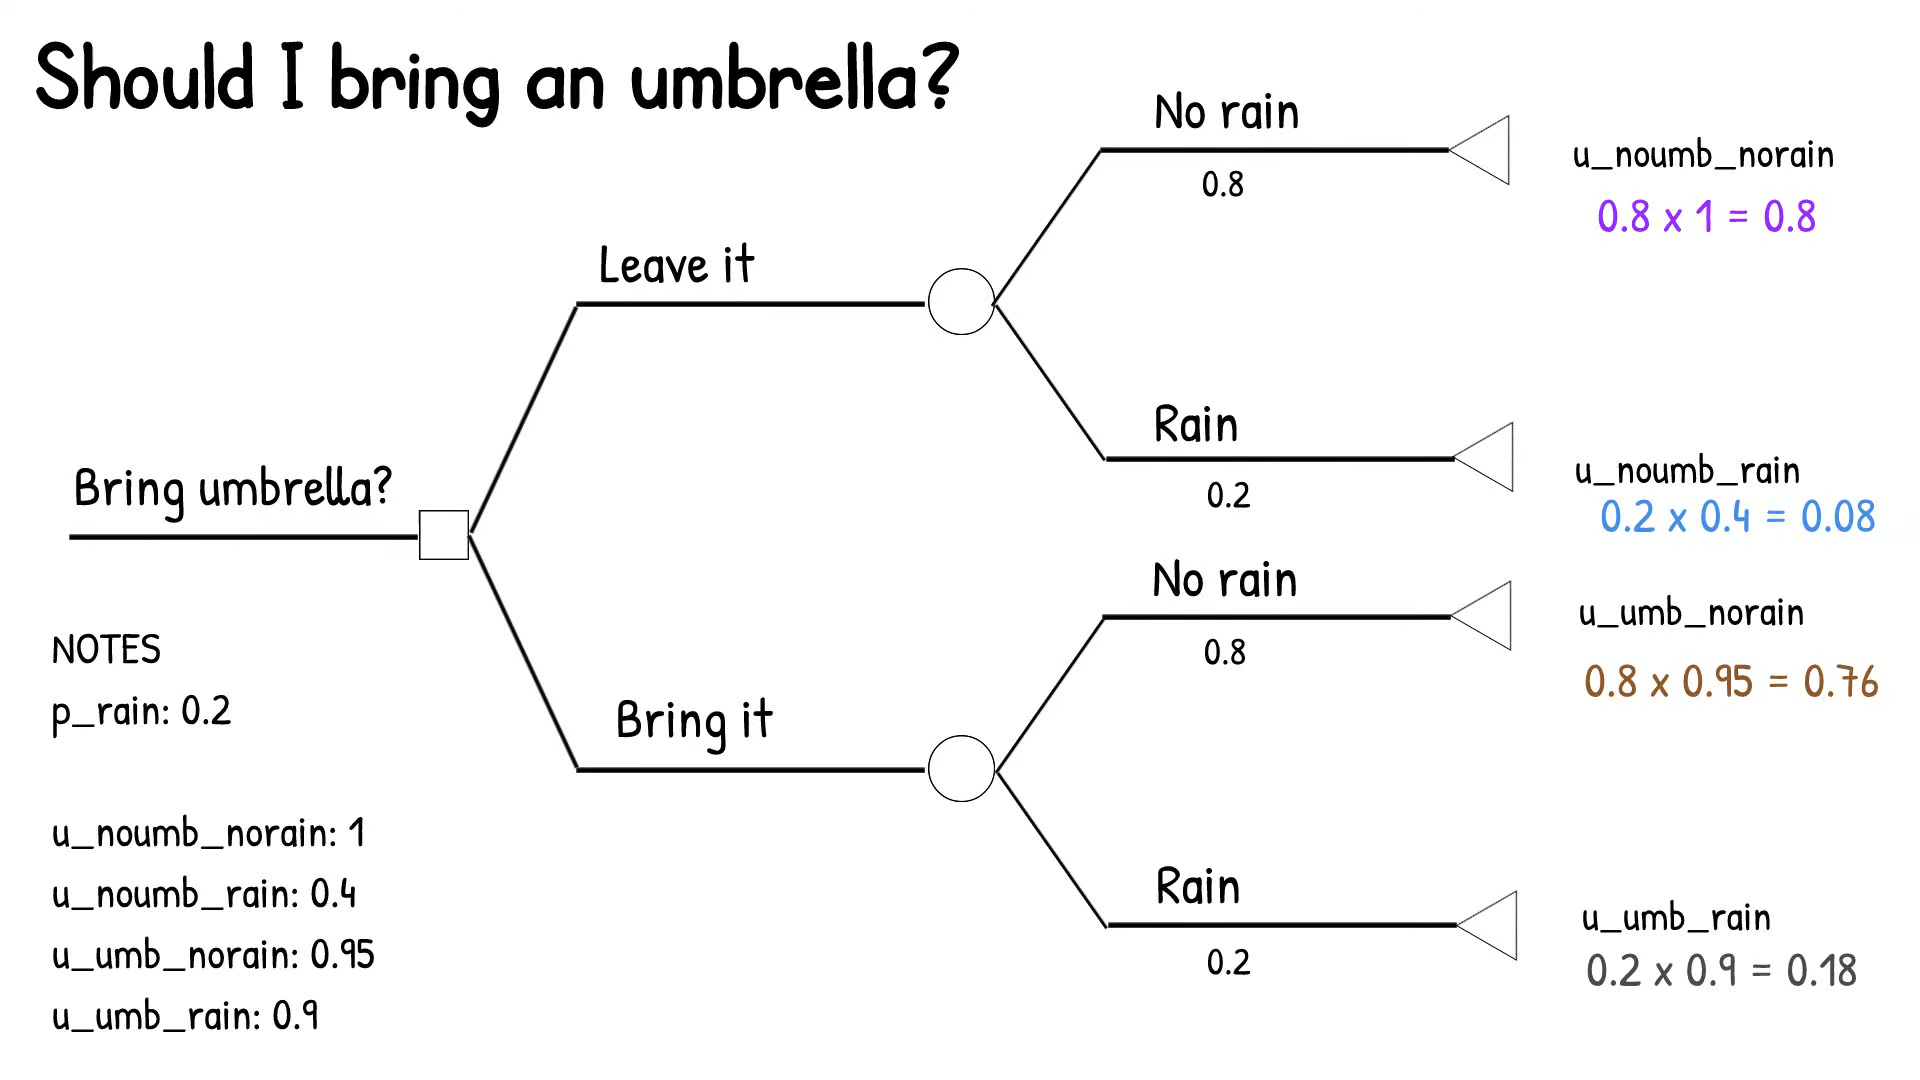 Should I bring an umbrella?
No rain
0.8
u_noumb_norain
0.8 x 1 = 0.8
Leave it
Rain
0.2
u_noumb_rain
0.2 x 0.4 = 0.08
Bring umbrella?
No rain
0.8
u_umb_norain
0.8 x 0.95 = 0.76
Bring it
Rain
0.2
u_umb_rain
0.2 x 0.9 = 0.18
NOTES
p_rain: 0.2
u_noumb_norain: 1
u_noumb_rain: 0.4
u_umb_norain: 0.95
u_umb_rain: 0.9